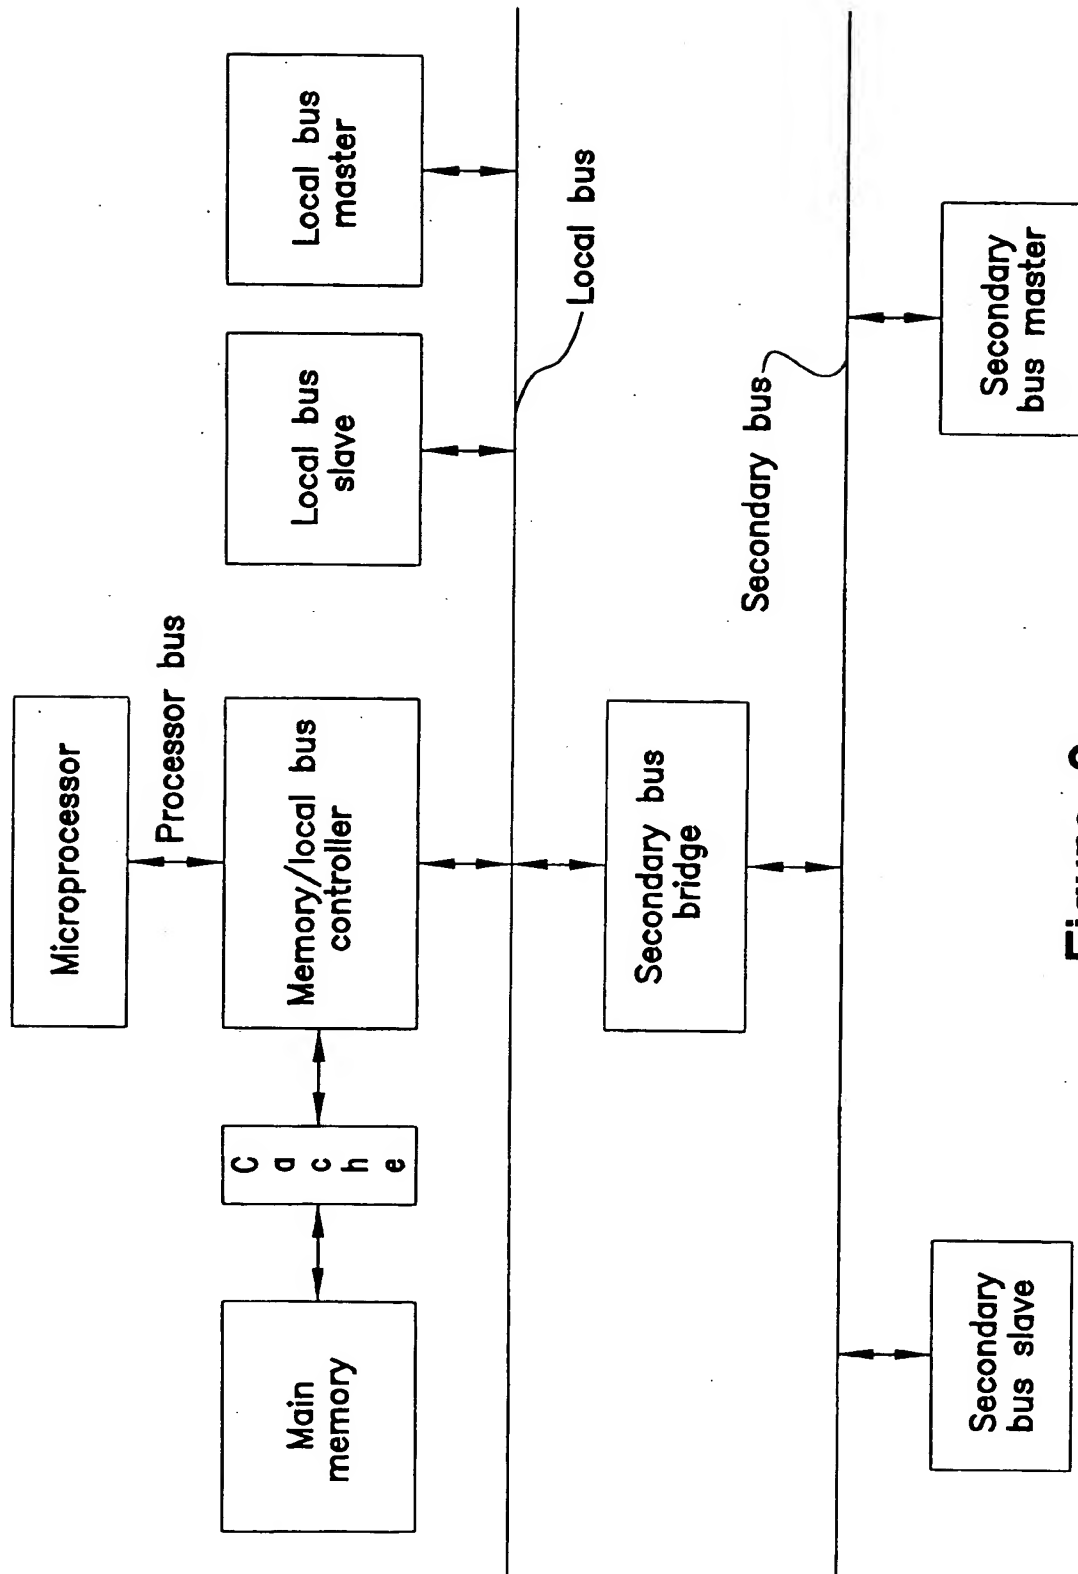 Microprocessor
Processor bus
Main
memory
C
a
c
h
e
Memory/local bus
controller
Local bus
slave
Local bus
master
Local bus
Secondary bus
bridge
Secondary bus
Secondary
bus slave
Secondary
bus master
Figure